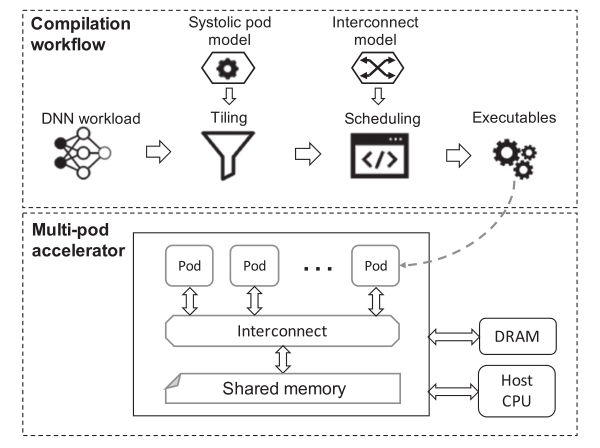 Compilation
workflow
Systolic pod
model
Interconnect
model
DNN workload
Tiling
Scheduling
Executables
</>
Multi-pod
accelerator
Pod
Pod
...
Pod
Interconnect
Shared memory
DRAM
Host
CPU